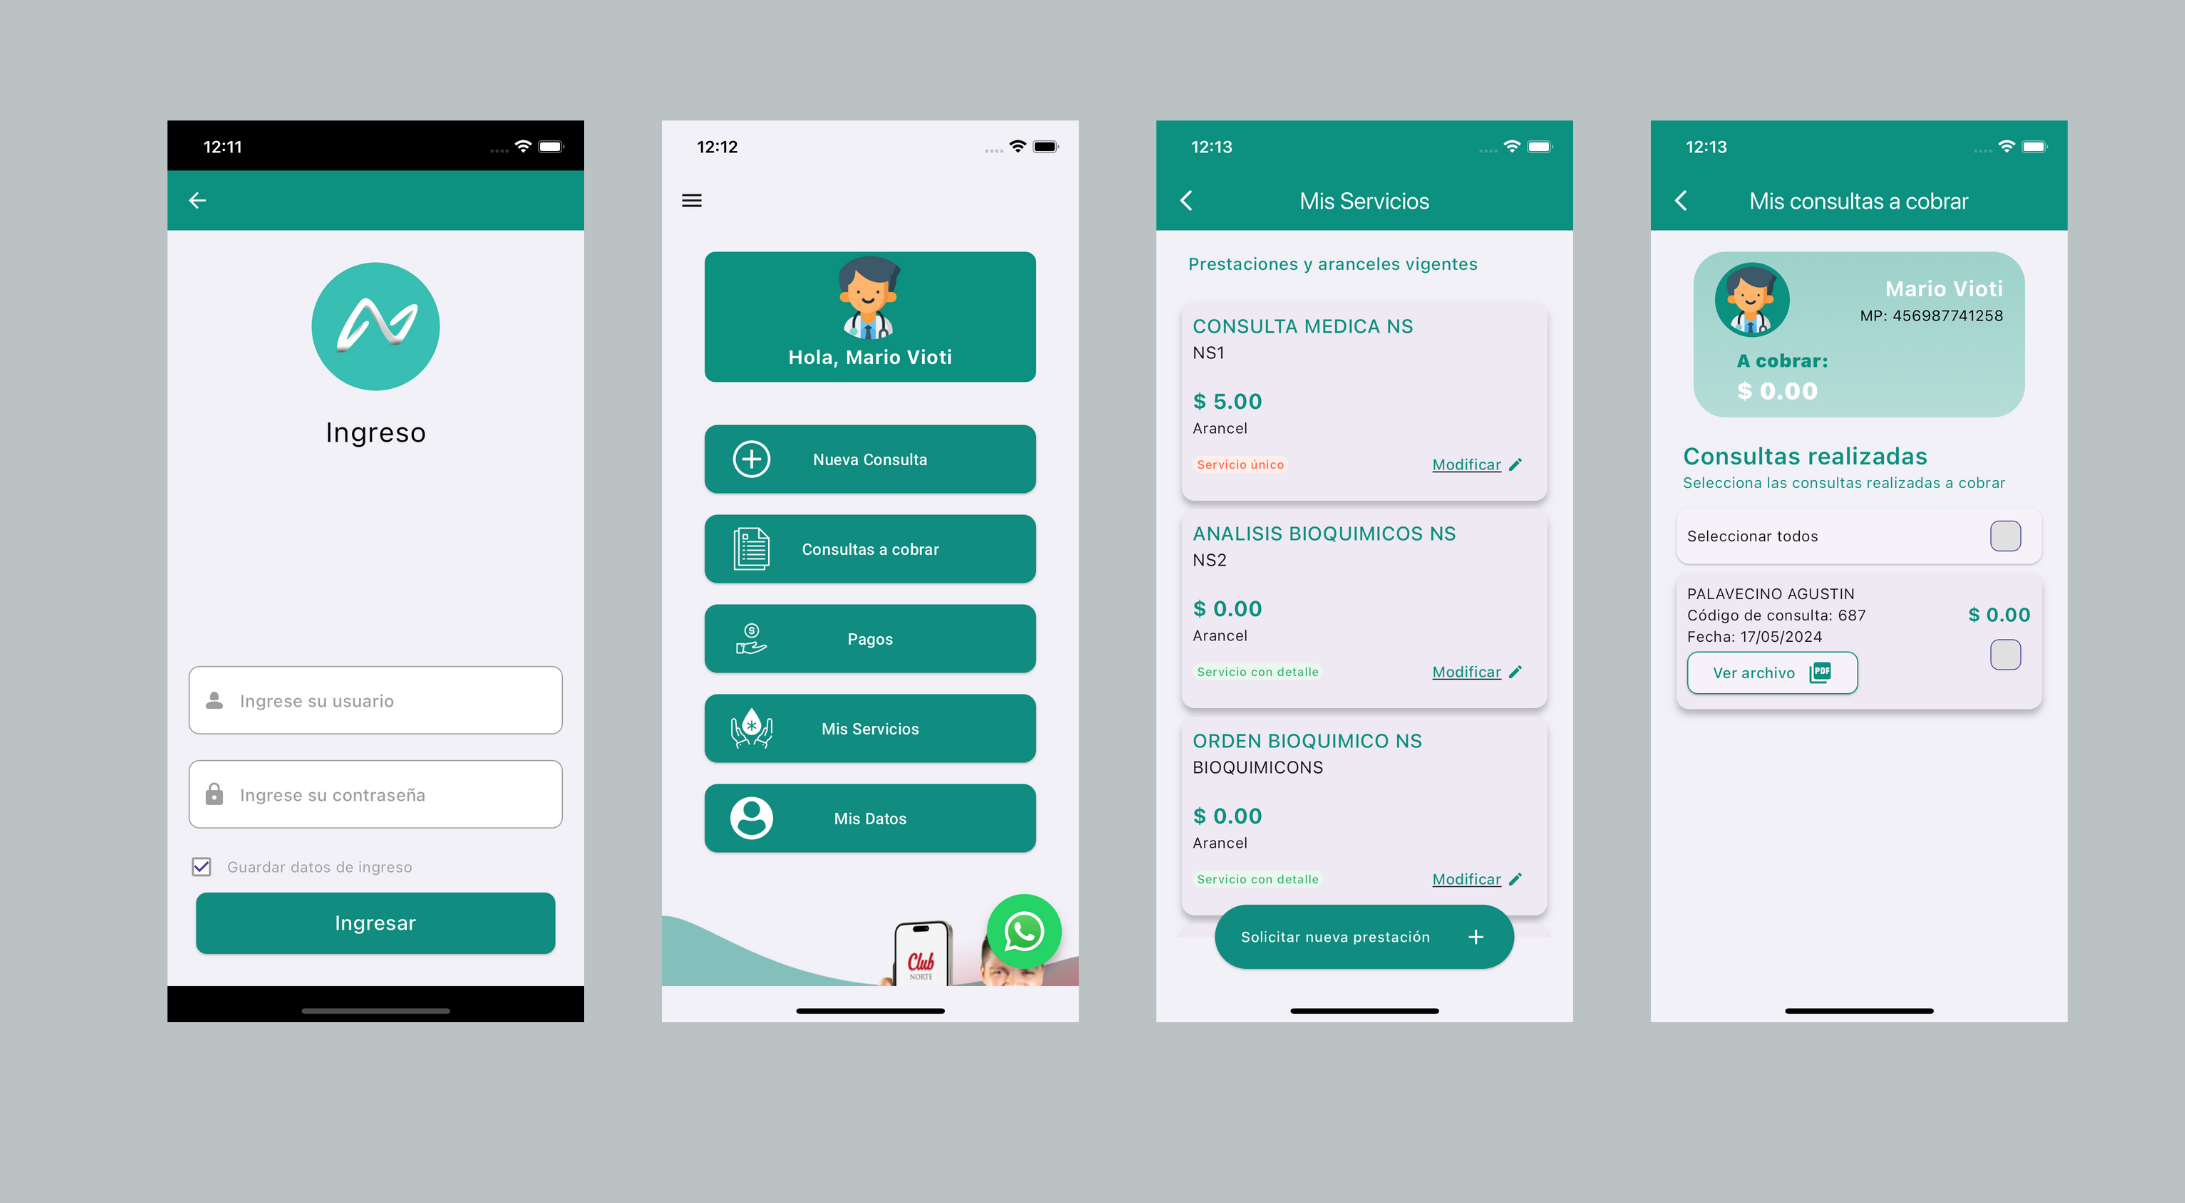 12:11
Ingreso
Ingrese su usuario
Ingrese su contraseña
Guardar datos de ingreso
Ingresar
12:12
Hola, Mario Vioti
Nueva Consulta
Consultas a cobrar
Pagos
Mis Servicios
Mis Datos
Club
NORTE
12:13
Mis Servicios
Prestaciones y aranceles vigentes
CONSULTA MEDICA NS
NS1
$ 5.00
Arancel
Servicio único
Modificar
ANALISIS BIOQUIMICOS NS
NS2
$ 0.00
Arancel
Servicio con detalle
Modificar
ORDEN BIOQUIMICO NS
BIOQUIMICONS
$ 0.00
Arancel
Servicio con detalle
Modificar
Solicitar nueva prestación
12:13
Mis consultas a cobrar
Mario Vioti
MP: 456987741258
A cobrar:
$ 0.00
Consultas realizadas
Selecciona las consultas realizadas a cobrar
Seleccionar todos
PALAVECINO AGUSTIN
Código de consulta: 687
$ 0.00
Fecha: 17/05/2024
Ver archivo
PDF